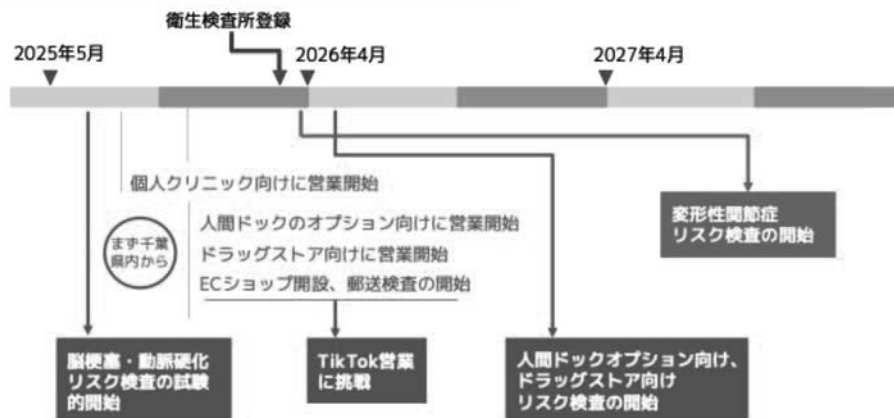 衛生検査所登録
2025年5月
2026年4月
2027年4月
個人クリニック向けに営業開始
まず千葉
県内から
人間ドックのオプション向けに営業開始
ドラッグストア向けに営業開始
ECショップ開設、郵送検査の開始
変形性関節症
リスク検査の開始
脳梗塞・動脈硬化
リスク検査の試験
的開始
TikTok営業
に挑戦
人間ドックオプション向け、
ドラッグストア向け
リスク検査の開始